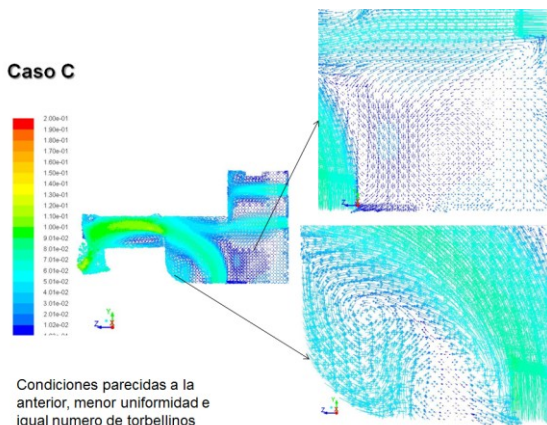 Caso C
2.00e-01
1.90e-01
1.80e-01
1.70e-01
1.60e-01
1.50e-01
1.40e-01
1.30e-01
1.20e-01
1.10e-01
1.00e-01
9.01e-02
8.01e-02
7.01e-02
6.01e-02
5.01e-02
4.01e-02
3.01e-02
2.02e-02
1.02e-02
Y
Z
Y
Z
Y
Z
Condiciones parecidas a la
anterior, menor uniformidad e
igual numero de torbellinos